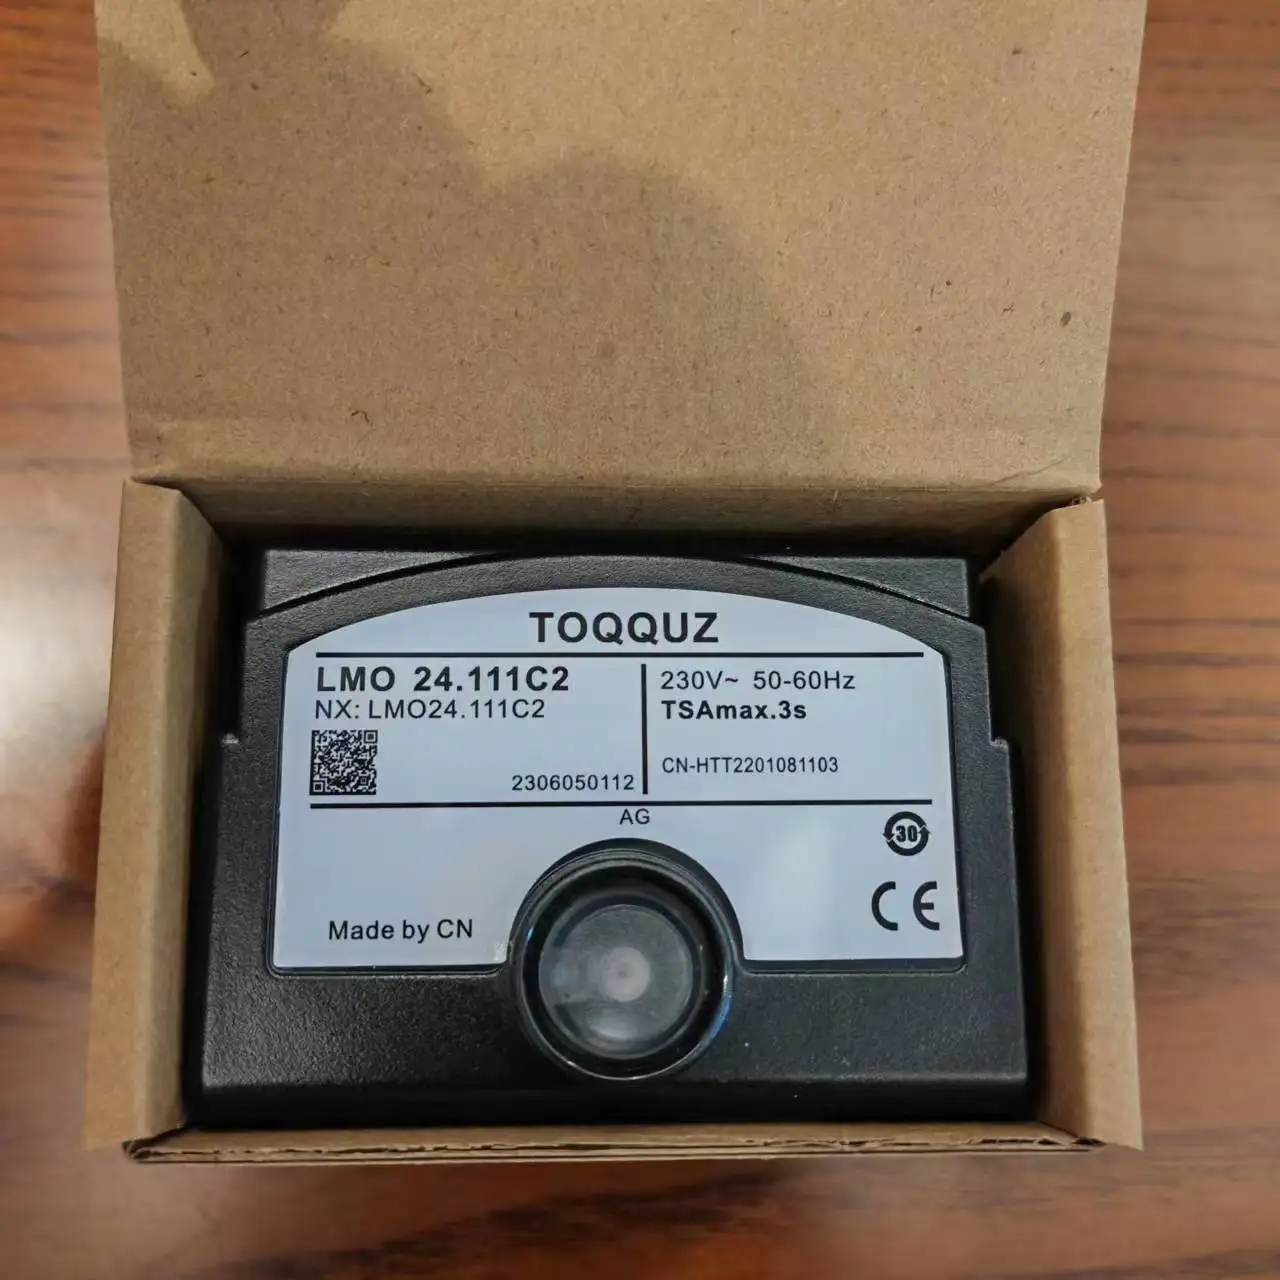 TOQQUZ
LMO 24.111C2
NX: LMO24.111C2
2306050112
230V~ 50-60Hz
TSAmax.3s
CN-HTT2201081103
AG
30
CE
Made by CN